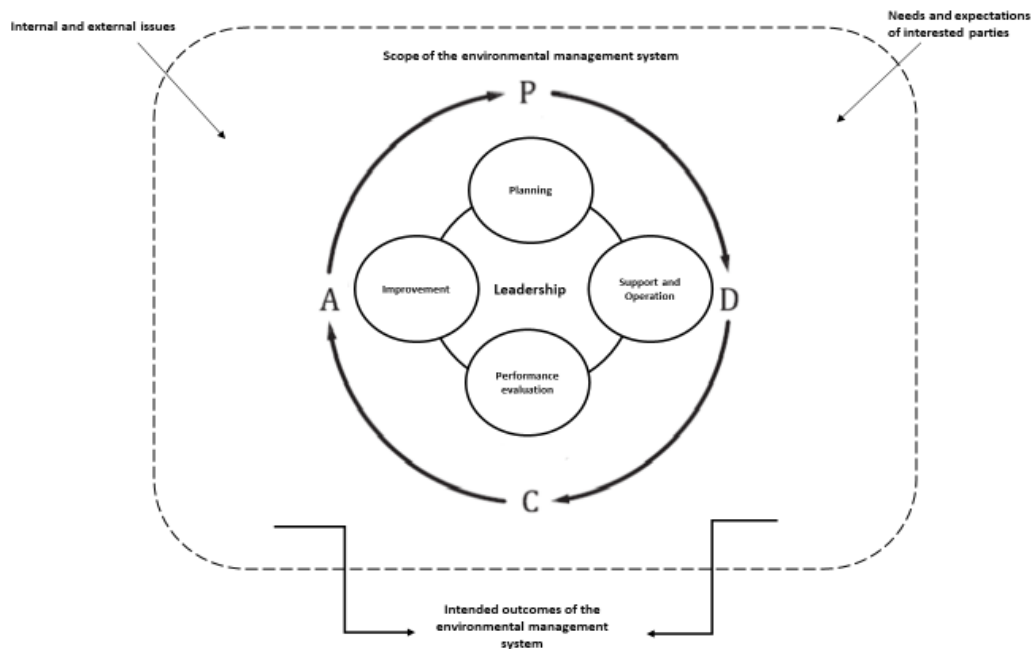 Internal and external issues
Needs and expectations
of interested parties
Scope of the environmental management system
P
Planning
Improvement
Leadership
Support and
Operation
A
D
Performance
evaluation
C
Intended outcomes of the
environmental management
system